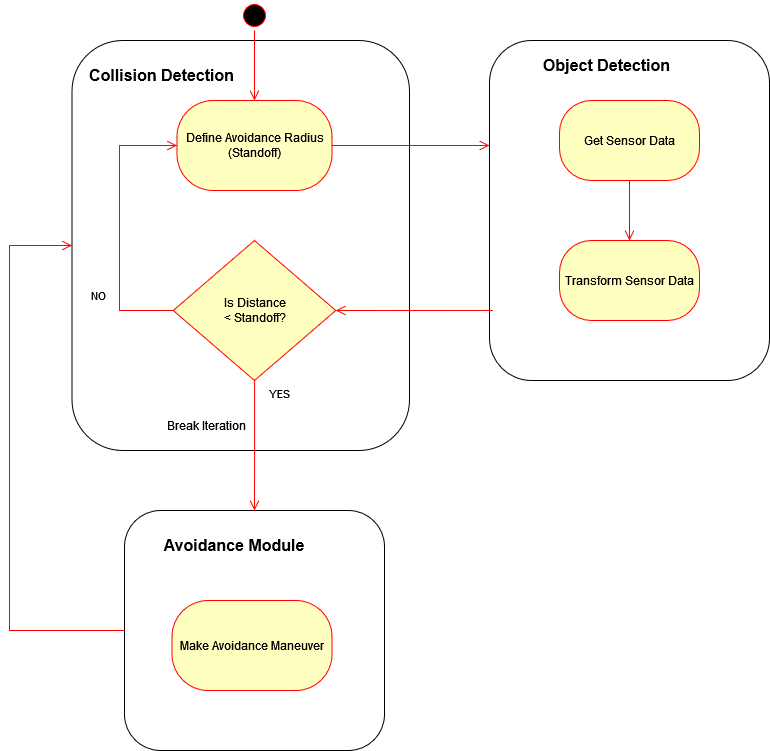 Collision Detection
Object Detection
Define Avoidance Radius
(Standoff)
Get Sensor Data
Transform Sensor Data
Is Distance
< Standoff?
NO
YES
Break Iteration
Avoidance Module
Make Avoidance Maneuver